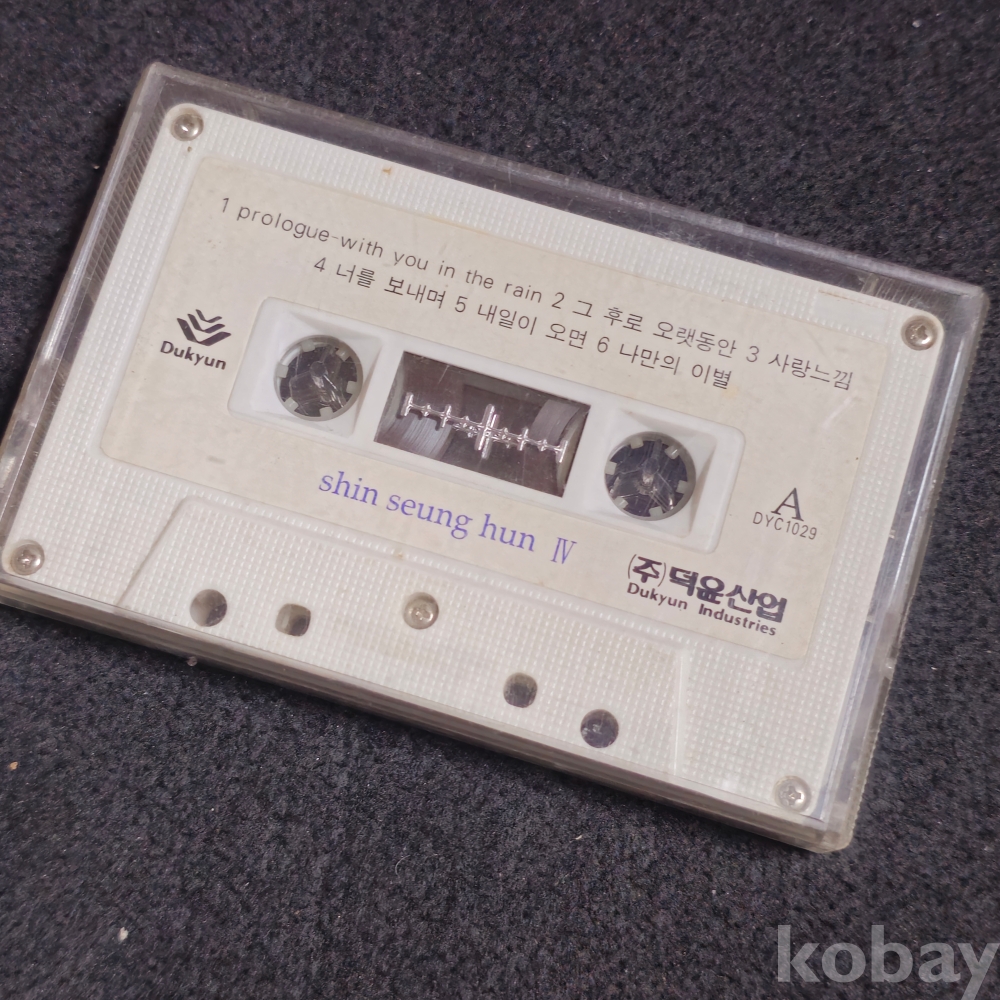 1 prologue-with you in the rain 2 그 후로 오랫동안 3 사랑느낌
4 너를 보내며 5 내일이 오면 6 나만의 이별
Dukyun
shin seung hun Ⅳ
A
DYC1029
(주)덕윤산업
Dukyun Industries
kobay